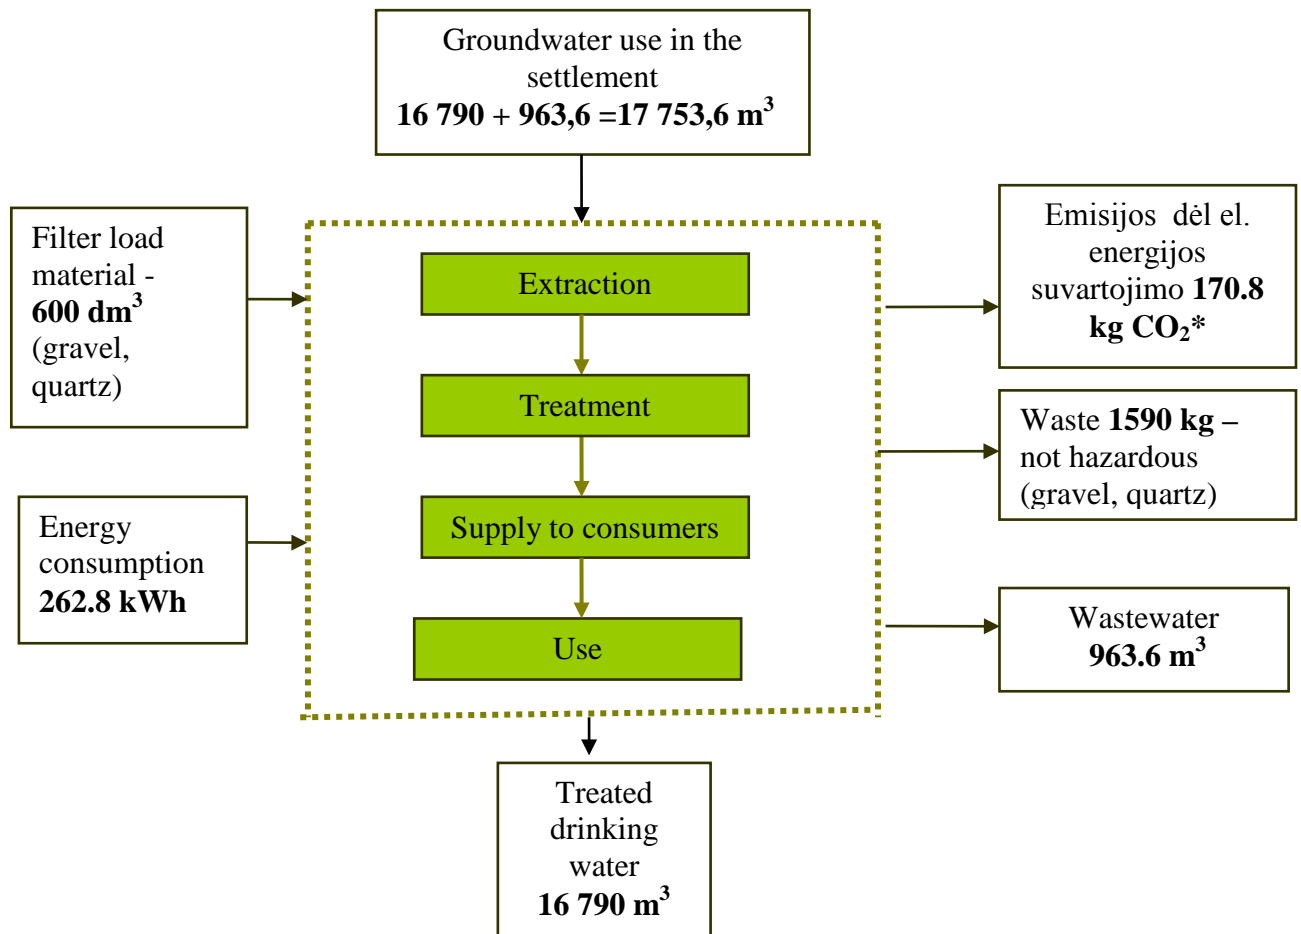 Groundwater use in the
settlement
16 790 + 963,6 =17 753,6 m³
Filter load
material -
600 dm³
(gravel,
quartz)
Energy
consumption
262.8 kWh
Extraction
Treatment
Supply to consumers
Use
Emisijos dėl el.
energijos
suvartojimo 170.8
kg CO₂*
Waste 1590 kg –
not hazardous
(gravel, quartz)
Wastewater
963.6 m³
Treated
drinking
water
16 790 m³